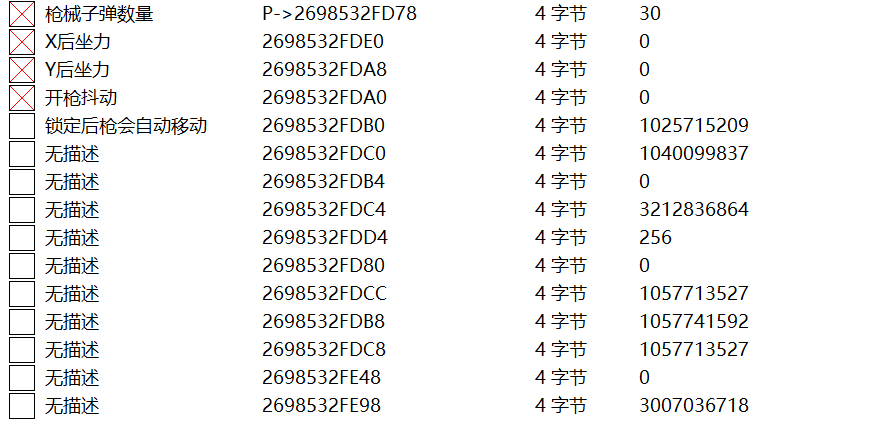 枪械子弹数量 P->2698532FD78 4 字节 30
X后坐力 2698532FDE0 4 字节 0
Y后坐力 2698532FDA8 4 字节 0
开枪抖动 2698532FDA0 4 字节 0
锁定后枪会自动移动 2698532FDB0 4 字节 1025715209
无描述 2698532FDC0 4 字节 1040099837
无描述 2698532FDB4 4 字节 0
无描述 2698532FDC4 4 字节 3212836864
无描述 2698532FDD4 4 字节 256
无描述 2698532FD80 4 字节 0
无描述 2698532FDCC 4 字节 1057713527
无描述 2698532FDB8 4 字节 1057741592
无描述 2698532FDC8 4 字节 1057713527
无描述 2698532FE48 4 字节 0
无描述 2698532FE98 4 字节 3007036718